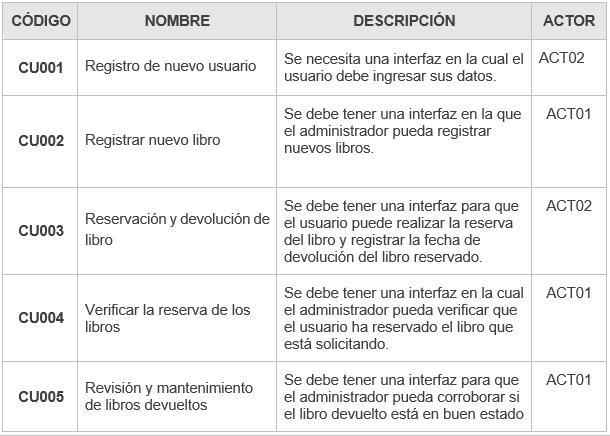 CÓDIGO NOMBRE DESCRIPCIÓN ACTOR
CU001 Registro de nuevo usuario Se necesita una interfaz en la cual el ACT02
usuario debe ingresar sus datos.
CU002 Registrar nuevo libro Se debe tener una interfaz en la que ACT01
el administrador pueda registrar
nuevos libros.
CU003 Reservación y devolución de Se debe tener una interfaz para que ACT02
libro el usuario puede realizar la reserva
del libro y registrar la fecha de
devolución del libro reservado.
CU004 Verificar la reserva de los Se debe tener una interfaz en la cual ACT01
libros el administrador pueda verificar que
el usuario ha reservado el libro que
está solicitando.
CU005 Revisión y mantenimiento Se debe tener una interfaz para que ACT01
de libros devueltos el administrador pueda corroborar si
el libro devuelto está en buen estado